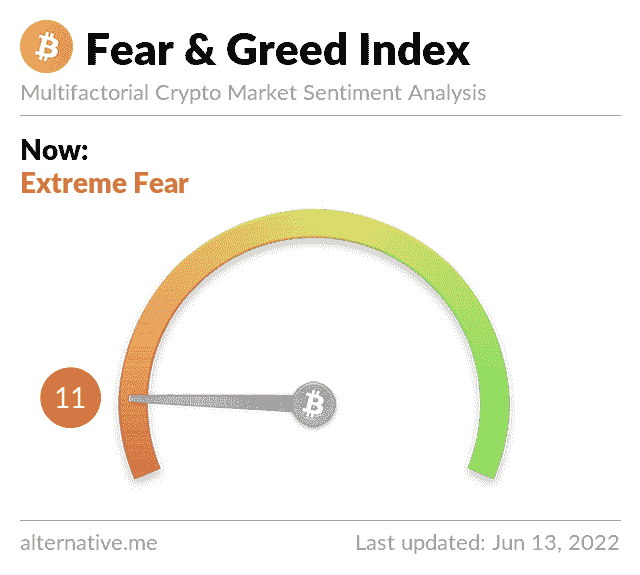 Fear & Greed Index
Multifactorial Crypto Market Sentiment Analysis
Now:
Extreme Fear
11
alternative.me
Last updated: Jun 13, 2022